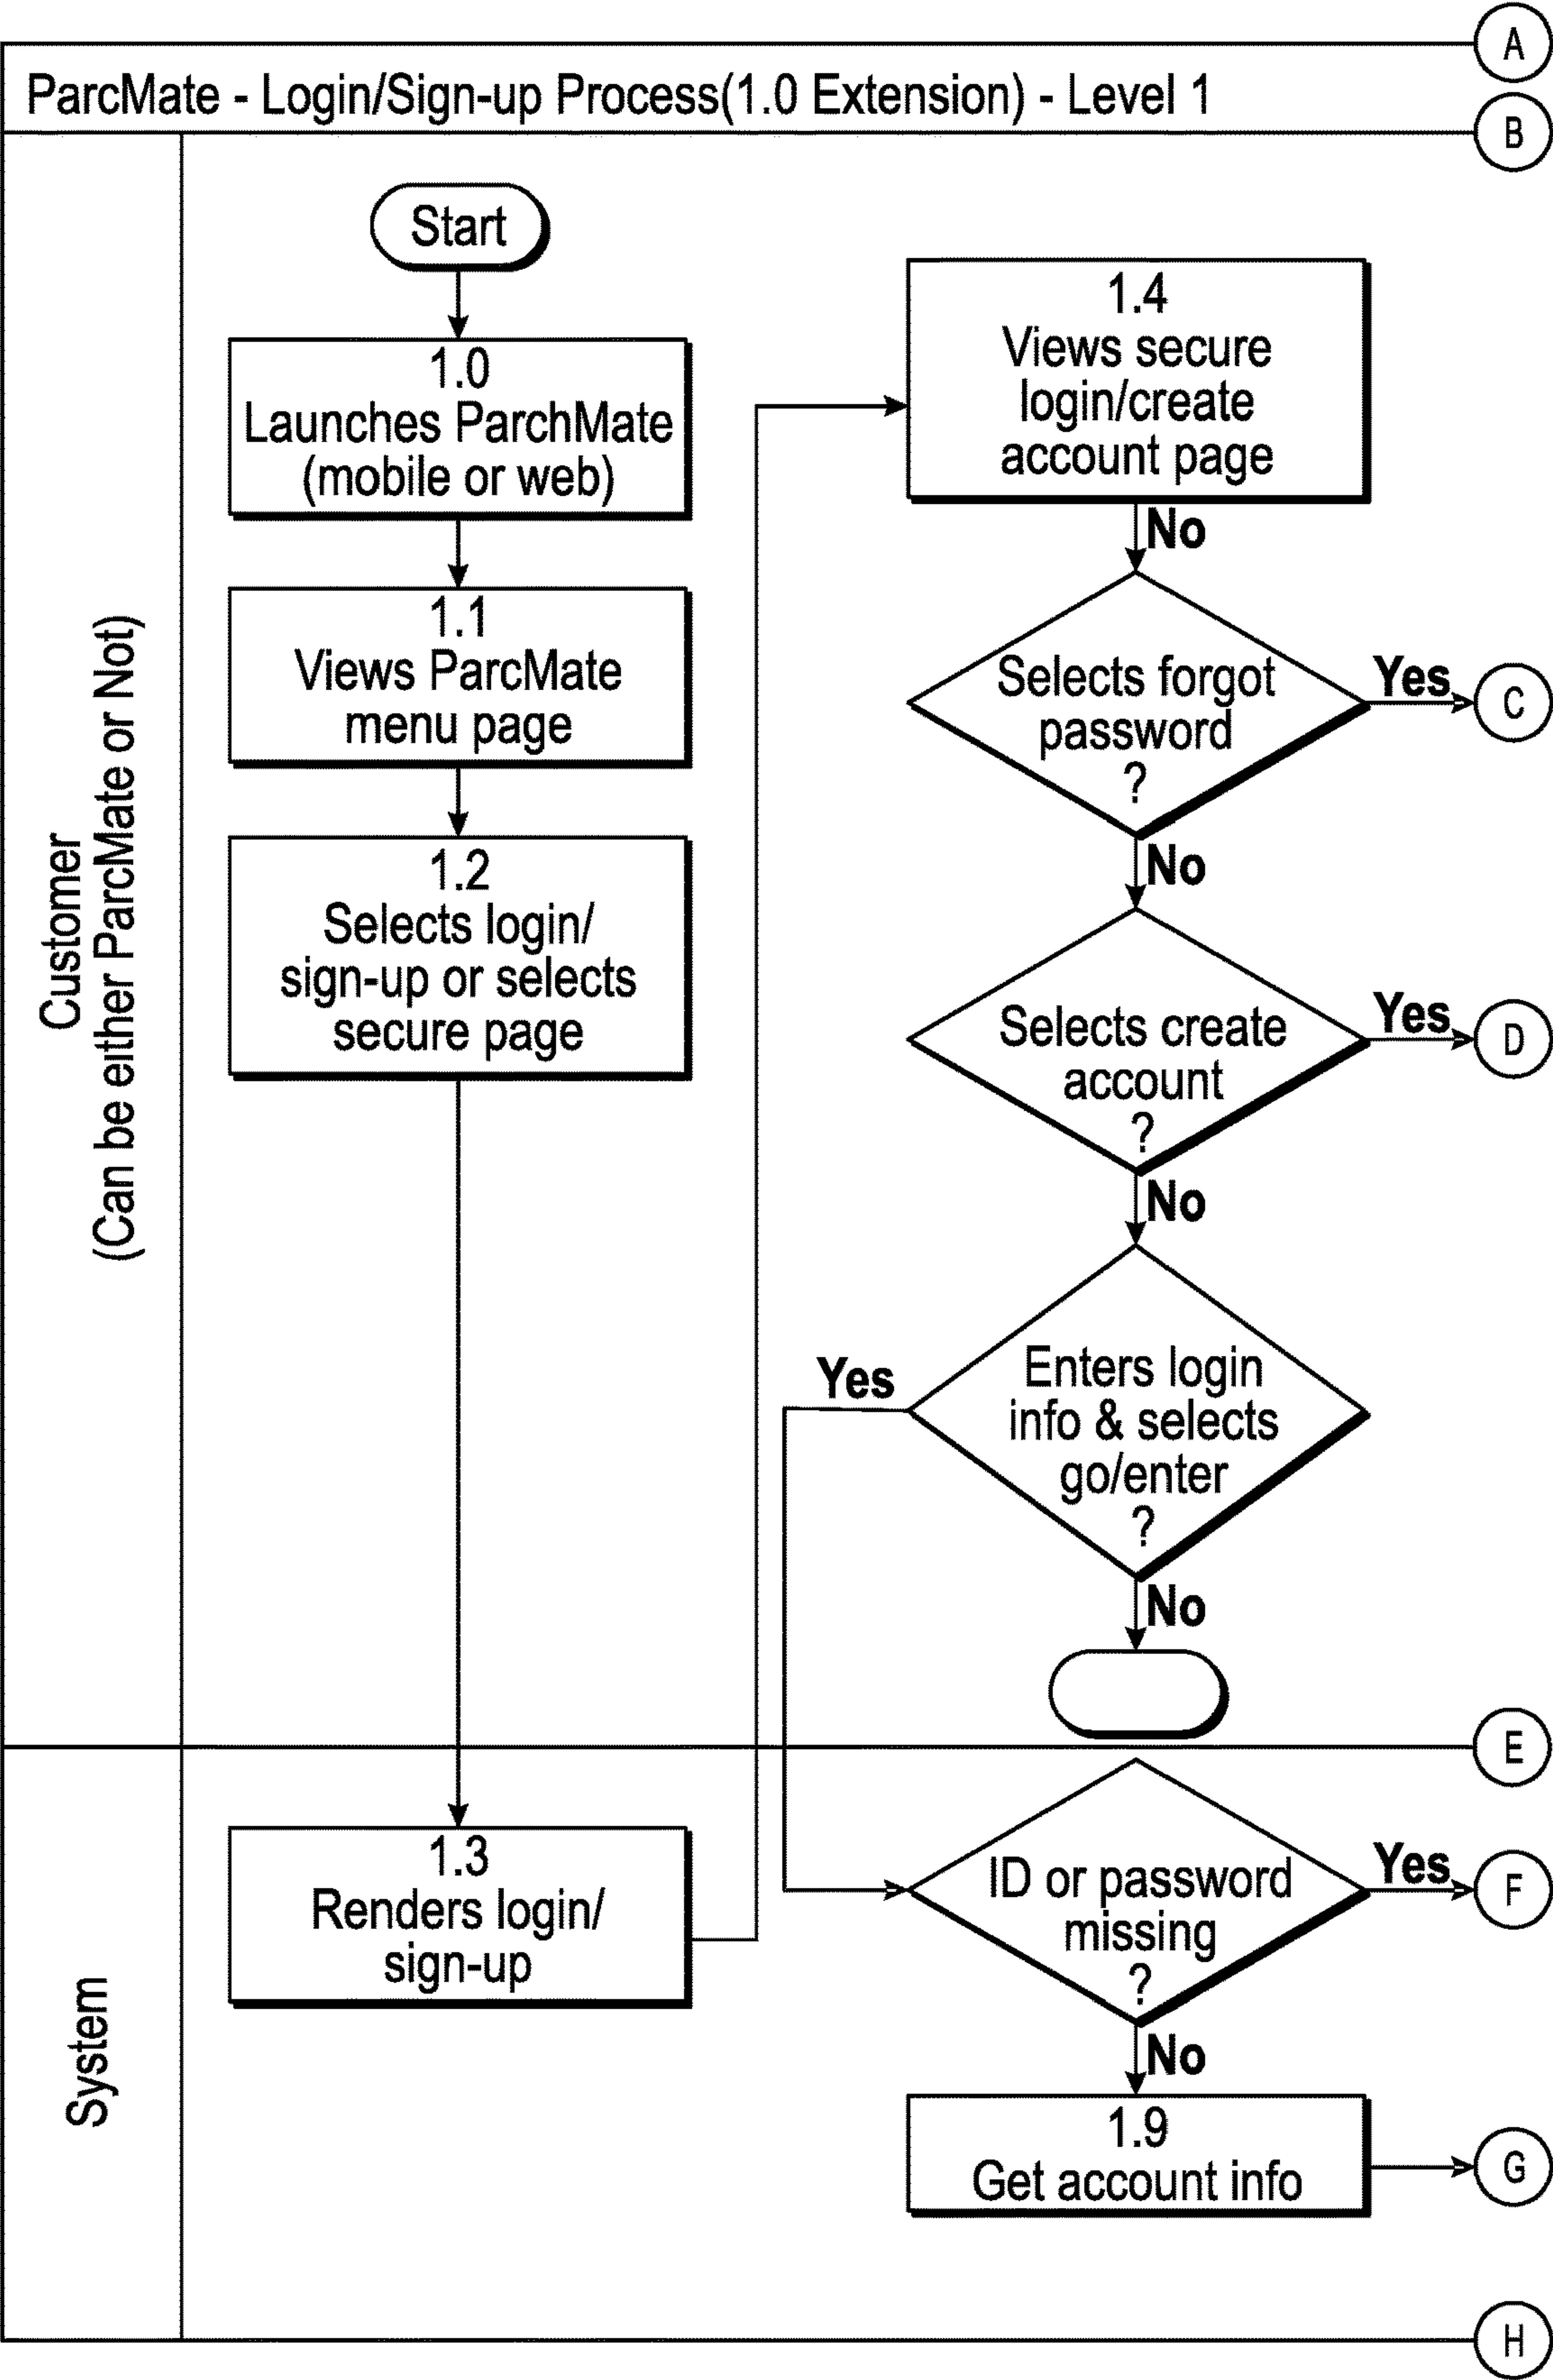 A
ParcMate - Login/Sign-up Process(1.0 Extension) - Level 1
B
Customer
(Can be either ParcMate or Not)
Start
1.0
Launches ParchMate
(mobile or web)
1.1
Views ParcMate
menu page
1.2
Selects login/
sign-up or selects
secure page
1.4
Views secure
login/create
account page
No
Selects forgot
password
?
Yes
C
No
Selects create
account
?
Yes
D
No
Enters login
info & selects
go/enter
?
Yes
No
E
System
1.3
Renders login/
sign-up
ID or password
missing
?
Yes
F
No
1.9
Get account info
G
H